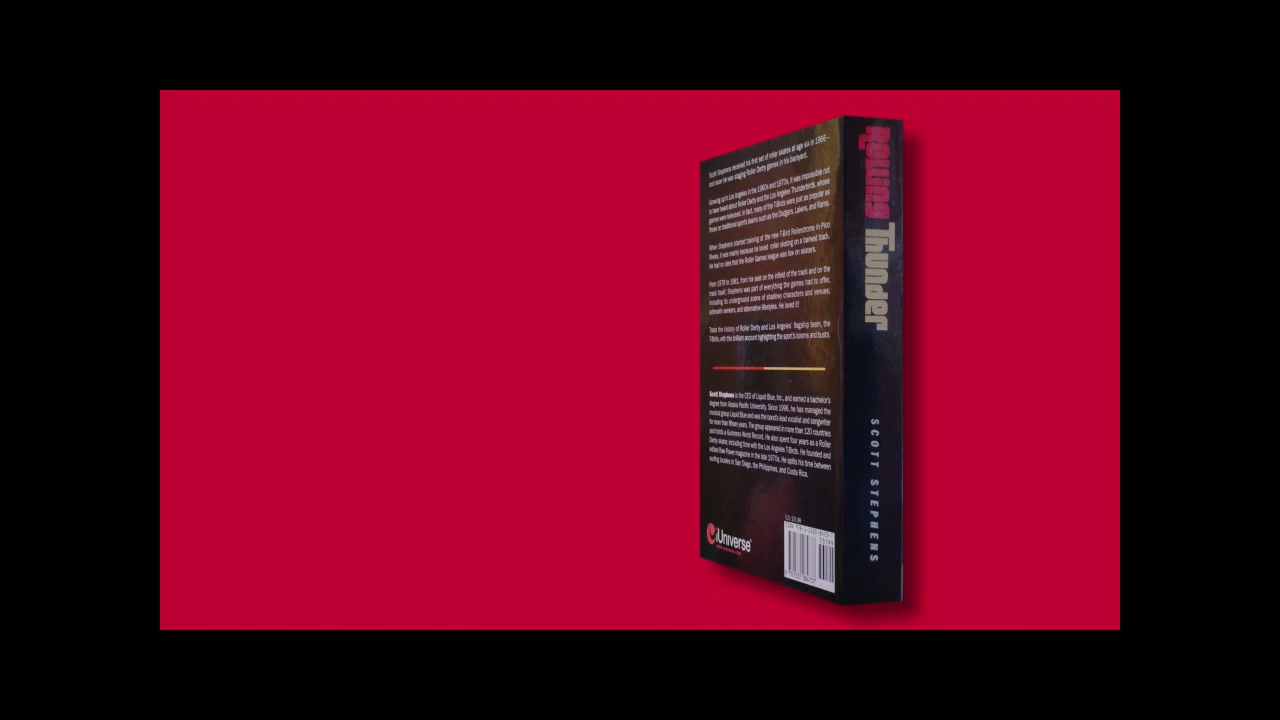 Scott Stephens received his first set of roller skates at age six in 1968 –
and soon he was staging Roller Derby games in his backyard.
Growing up in Los Angeles in the 1960s and 1970s, it was impossible not
to have heard about Roller Derby and the Los Angeles Thunderbirds, whose
games were televised. In fact, many of the T-Birds were just as popular as
those on traditional sports teams such as the Dodgers, Lakers, and Rams.
When Stephens started training at the new T-Bird Rollerdrome in Pico
Rivera, it was mainly because he loved roller skating on a banked track.
He had no idea that the Roller Games league was low on skaters.
From 1978 to 1981, from his seat on the infield of the track and on the
track itself, Stephens was part of everything the games had to offer,
including its underground scene of shadowy characters and venues,
adrenalin seekers, and alternative lifestyles. He loved it!
Trace the history of Roller Derby and Los Angeles' flagship team, the
T-Birds, with this brilliant account highlighting the sport's booms and busts.
Scott Stephens is the CEO of Liquid Blue, Inc., and earned a bachelor's
degree from Alaska Pacific University. Since 1996, he has managed the
musical group Liquid Blue and was the band's lead vocalist and songwriter
for more than fifteen years. The group appeared in more than 120 countries
and holds a Guinness World Record. He also spent four years as a Roller
Derby skater, including time with the Los Angeles T-Birds. He founded and
edited Raw Power magazine in the late 1970s. He splits his time between
surfing locales in San Diego, the Philippines, and Costa Rica.
iUniverse
Rolling Thunder
SCOTT STEPHENS